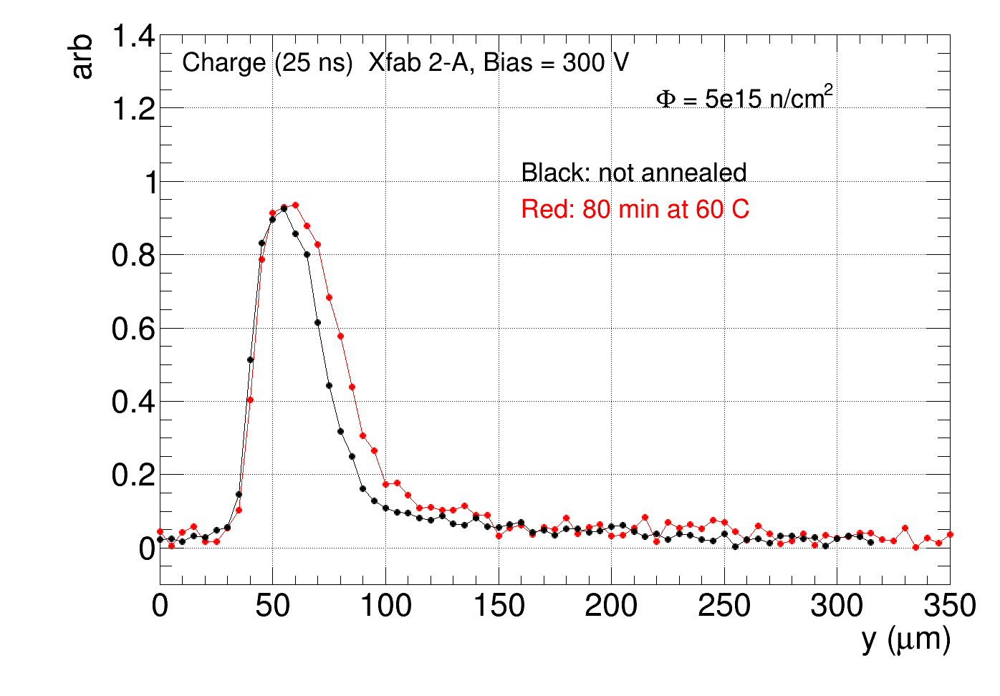 arb
Charge (25 ns)  Xfab 2-A, Bias = 300 V
Φ = 5e15 n/cm²
Black: not annealed
Red: 80 min at 60 C
1.4
1.2
1
0.8
0.6
0.4
0.2
0
0 50 100 150 200 250 300 350
y (μm)